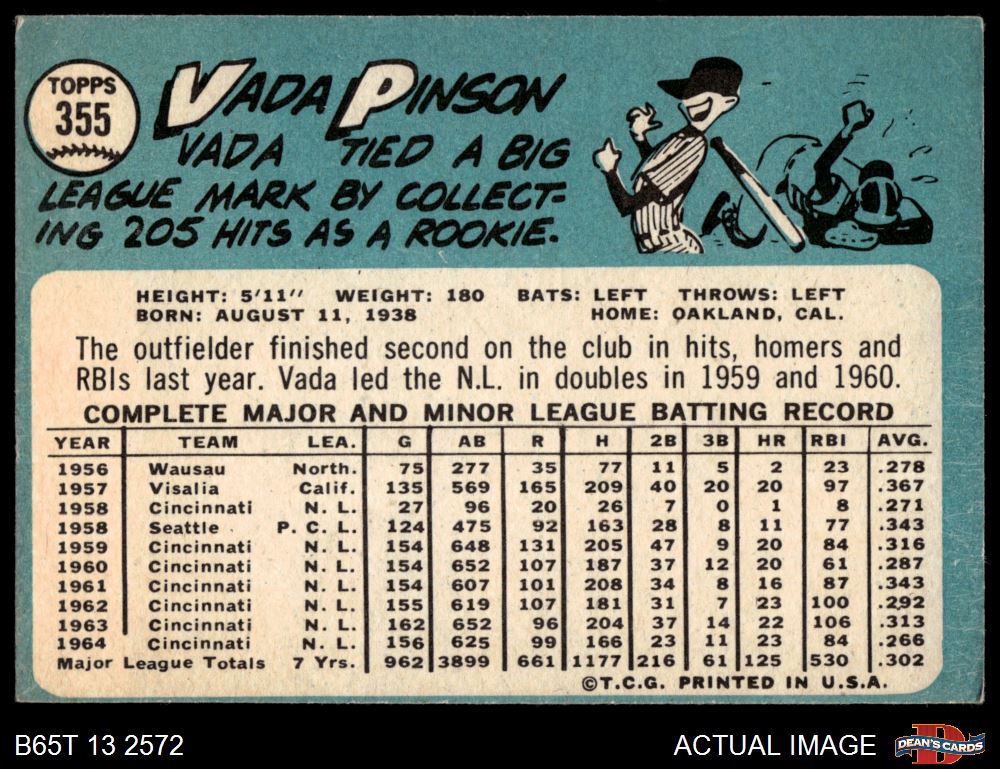 TOPPS
355
VADA PINSON
VADA TIED A BIG
LEAGUE MARK BY COLLECT-
ING 205 HITS AS A ROOKIE.
HEIGHT: 5'11" WEIGHT: 180 BATS: LEFT THROWS: LEFT
BORN: AUGUST 11, 1938 HOME: OAKLAND, CAL.
The outfielder finished second on the club in hits, homers and
RBIs last year. Vada led the N.L. in doubles in 1959 and 1960.
COMPLETE MAJOR AND MINOR LEAGUE BATTING RECORD
YEAR TEAM LEA. G AB R H 2B 3B HR RBI AVG.
1956 Wausau North. 75 277 35 77 11 5 2 23 .278
1957 Visalia Calif. 135 569 165 209 40 20 20 97 .367
1958 Cincinnati N. L. 27 96 20 26 7 0 1 8 .271
1958 Seattle P. C. L. 124 475 92 163 28 8 11 77 .343
1959 Cincinnati N. L. 154 648 131 205 47 9 20 84 .316
1960 Cincinnati N. L. 154 652 107 187 37 12 20 61 .287
1961 Cincinnati N. L. 154 607 101 208 34 8 16 87 .343
1962 Cincinnati N. L. 155 619 107 181 31 7 23 100 .292
1963 Cincinnati N. L. 162 652 96 204 37 14 22 106 .313
1964 Cincinnati N. L. 156 625 99 166 23 11 23 84 .266
Major League Totals 7 Yrs. 962 3899 661 1177 216 61 125 530 .302
©T.C.G. PRINTED IN U.S.A.
B65T 13 2572
ACTUAL IMAGE
D
DEAN'S CARDS